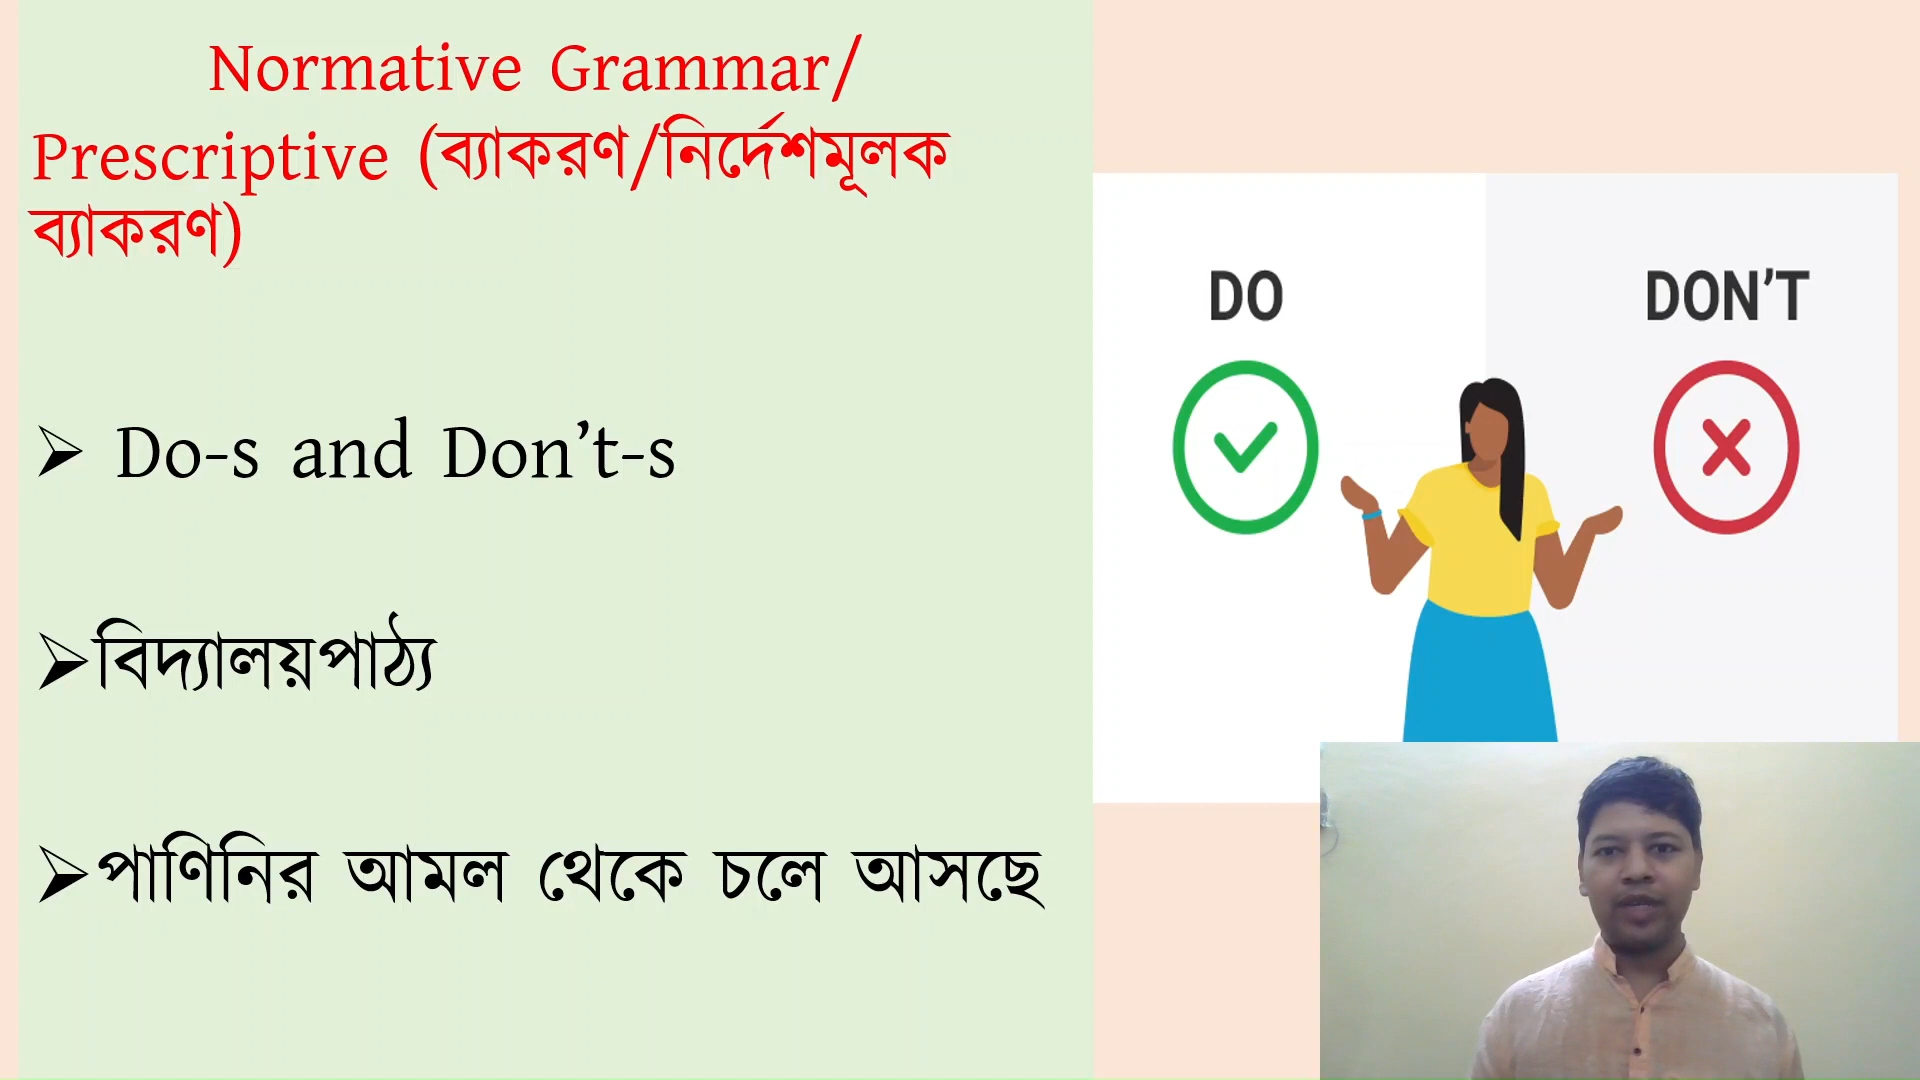 Normative Grammar/
Prescriptive (ব্যাকরণ/নির্দেশমূলক
ব্যাকরণ)
➢ Do-s and Don’t-s
➢বিদ্যালয়পাঠ্য
➢পাণিনির আমল থেকে চলে আসছে
DO
DON’T